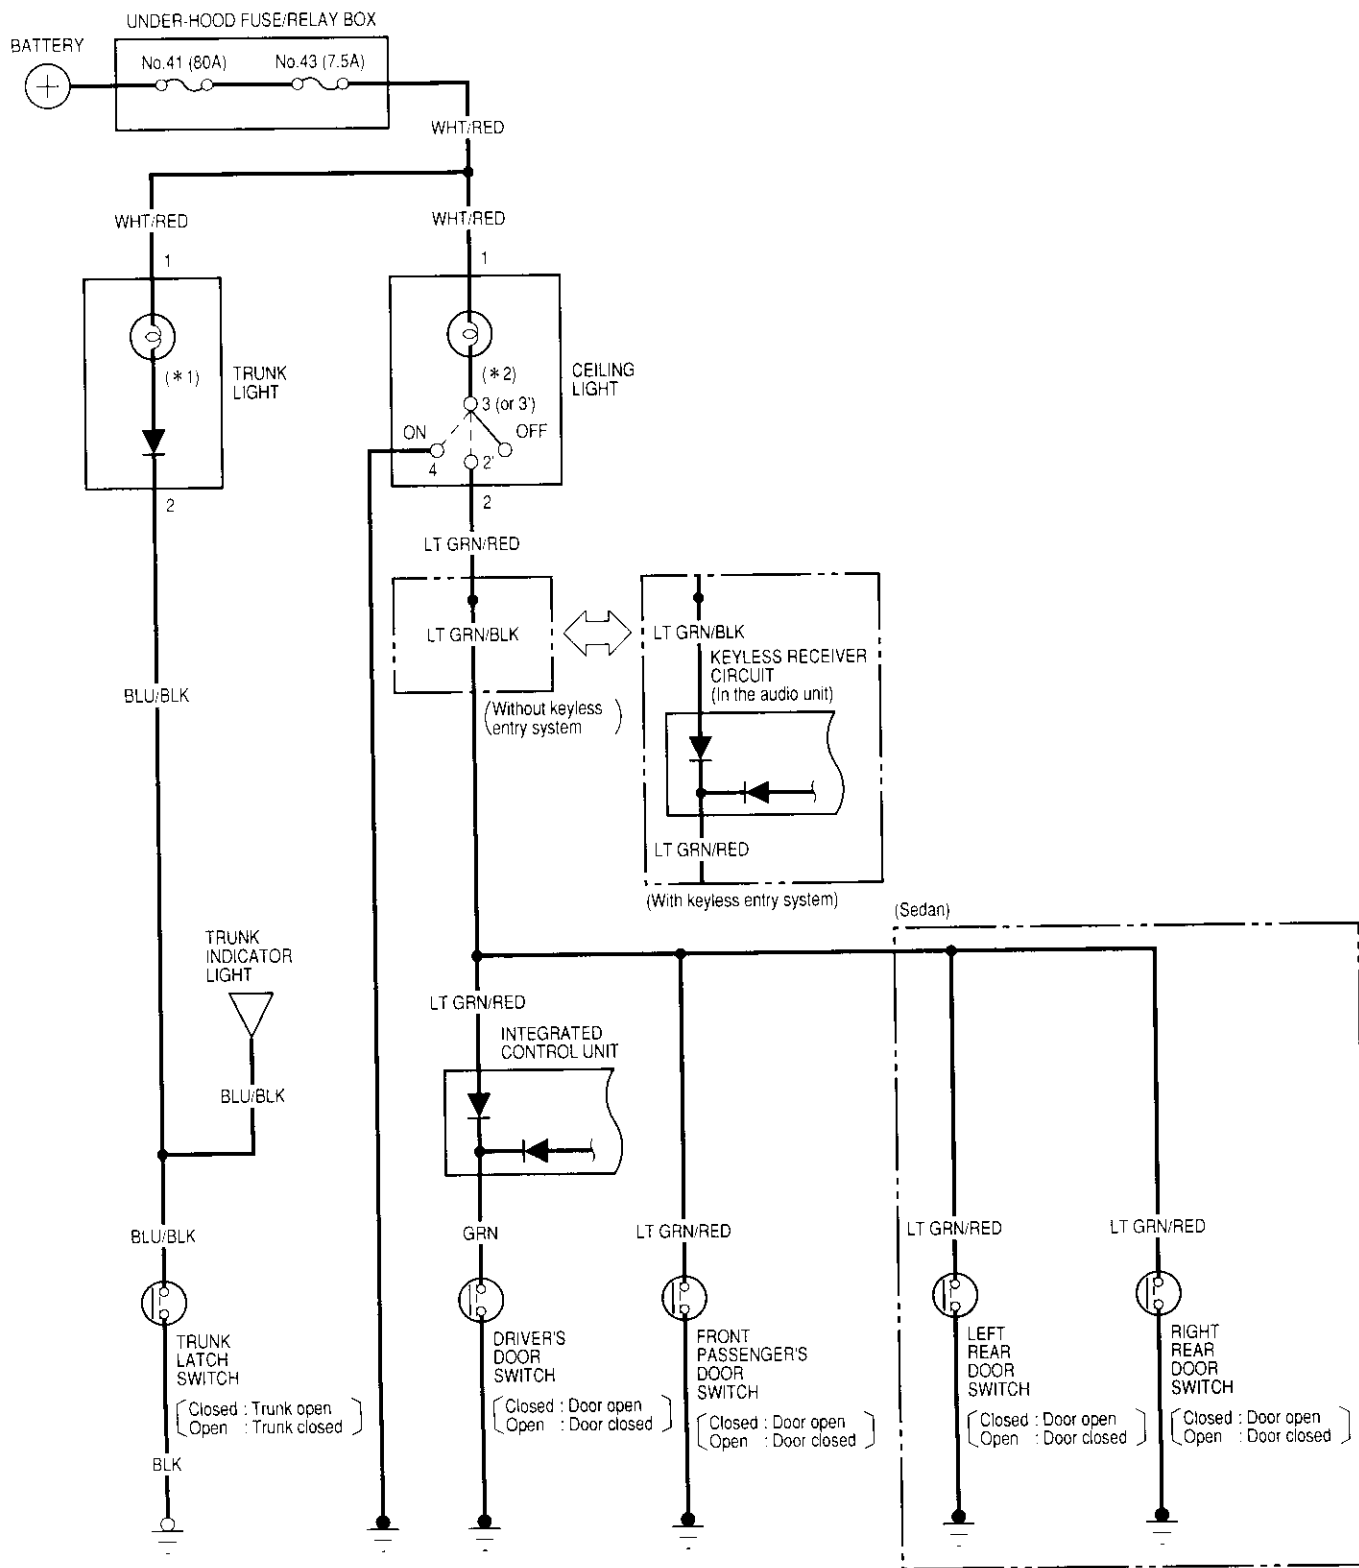 UNDER-HOOD FUSE/RELAY BOX
BATTERY
No.41 (80A)
No.43 (7.5A)
WHT/RED
WHT/RED
WHT/RED
1
1
(*1)
TRUNK
LIGHT
(*2)
CEILING
LIGHT
3 (or 3')
ON
OFF
4
2'
2
2
LT GRN/RED
LT GRN/BLK
(Without keyless
entry system)
LT GRN/BLK
KEYLESS RECEIVER
CIRCUIT
(In the audio unit)
LT GRN/RED
(With keyless entry system)
BLU/BLK
(Sedan)
TRUNK
INDICATOR
LIGHT
BLU/BLK
LT GRN/RED
INTEGRATED
CONTROL UNIT
BLU/BLK
GRN
LT GRN/RED
LT GRN/RED
LT GRN/RED
TRUNK
LATCH
SWITCH
[Closed : Trunk open
Open : Trunk closed]
BLK
DRIVER'S
DOOR
SWITCH
[Closed : Door open
Open : Door closed]
FRONT
PASSENGER'S
DOOR
SWITCH
[Closed : Door open
Open : Door closed]
LEFT
REAR
DOOR
SWITCH
[Closed : Door open
Open : Door closed]
RIGHT
REAR
DOOR
SWITCH
[Closed : Door open
Open : Door closed]